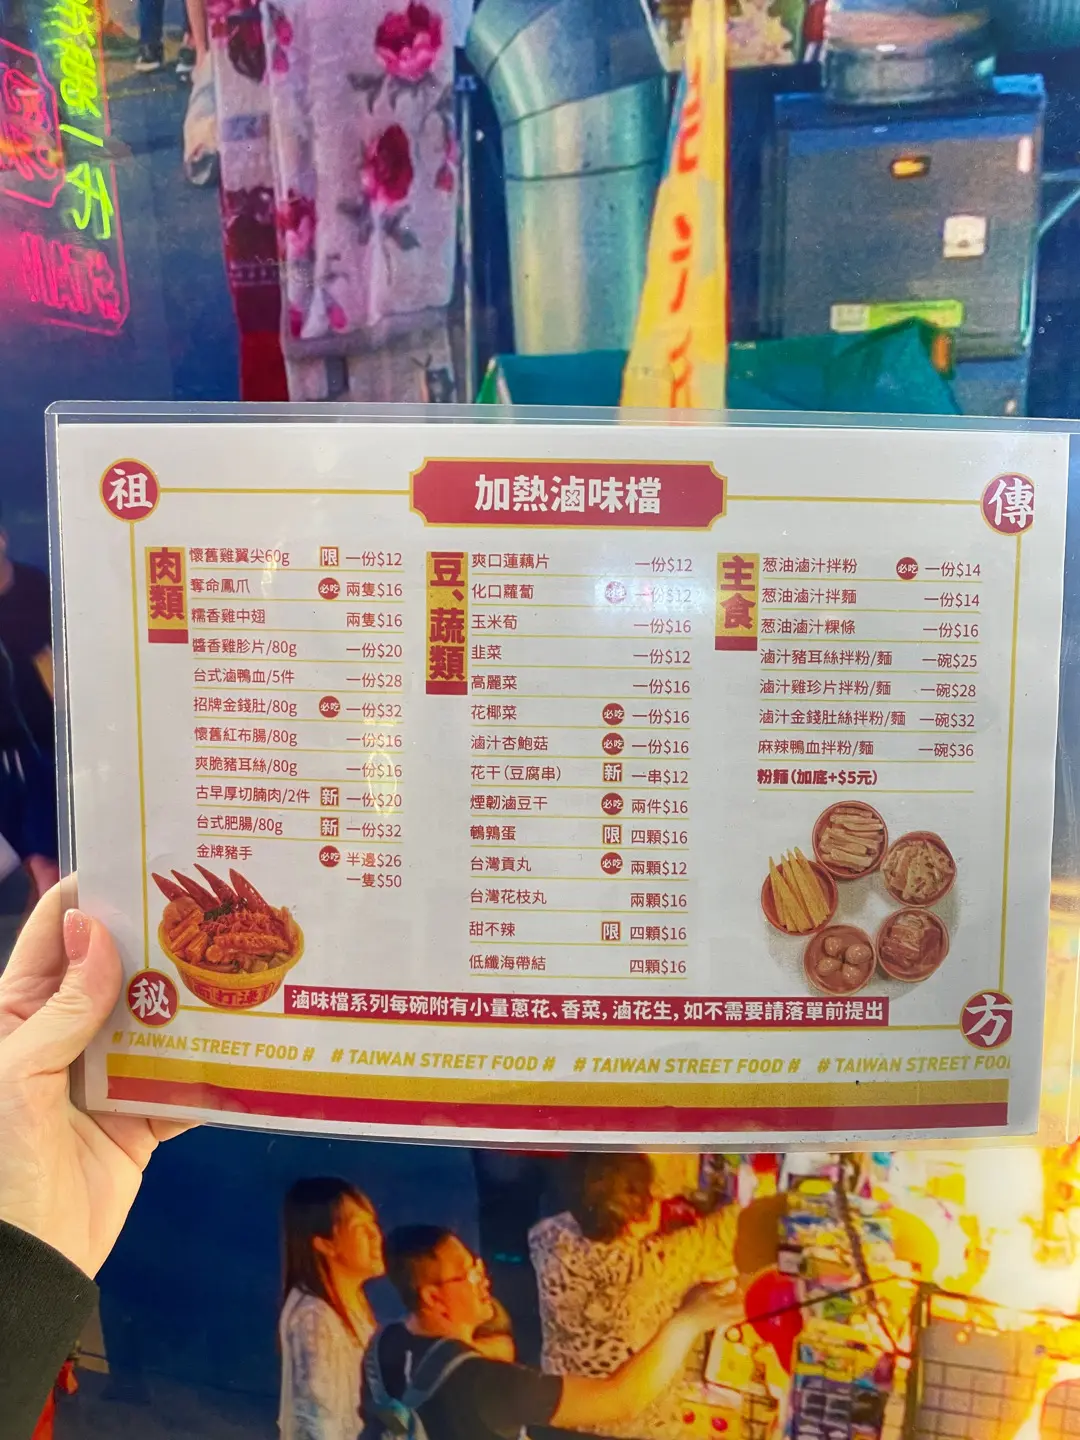 祖
傳
秘
方
加熱滷味檔
肉類
懷舊雞翼尖60g 限 一份$12
奪命鳳爪 必吃 兩隻$16
糯香雞中翅 兩隻$16
醬香雞胗片/80g 一份$20
台式滷鴨血/5件 一份$28
招牌金錢肚/80g 必吃 一份$32
懷舊紅布腸/80g 一份$16
爽脆豬耳絲/80g 一份$16
古早厚切腩肉/2件 新 一份$20
台式肥腸/80g 新 一份$32
金牌豬手 必吃 半邊$26
一隻$50
豆、蔬類
爽口蓮藕片 一份$12
化口蘿蔔 一份$12
玉米荀 一份$16
韭菜 一份$12
高麗菜 一份$16
花椰菜 必吃 一份$16
滷汁杏鮑菇 必吃 一份$16
花干(豆腐串) 新 一串$12
煙韌滷豆干 必吃 兩件$16
鵪鶉蛋 限 四顆$16
台灣貢丸 必吃 兩顆$12
台灣花枝丸 兩顆$16
甜不辣 限 四顆$16
低纖海帶結 四顆$16
主食
葱油滷汁拌粉 必吃 一份$14
葱油滷汁拌麵 一份$14
葱油滷汁粿條 一份$16
滷汁豬耳絲拌粉/麵 一碗$25
滷汁雞珍片拌粉/麵 一碗$28
滷汁金錢肚絲拌粉/麵 一碗$32
麻辣鴨血拌粉/麵 一碗$36
粉麵(加底+$5元)
滷味檔系列每碗附有小量蔥花、香菜, 滷花生, 如不需要請落單前提出
# TAIWAN STREET FOOD # # TAIWAN STREET FOOD # # TAIWAN STREET FOOD # # TAIWAN STREET FOO